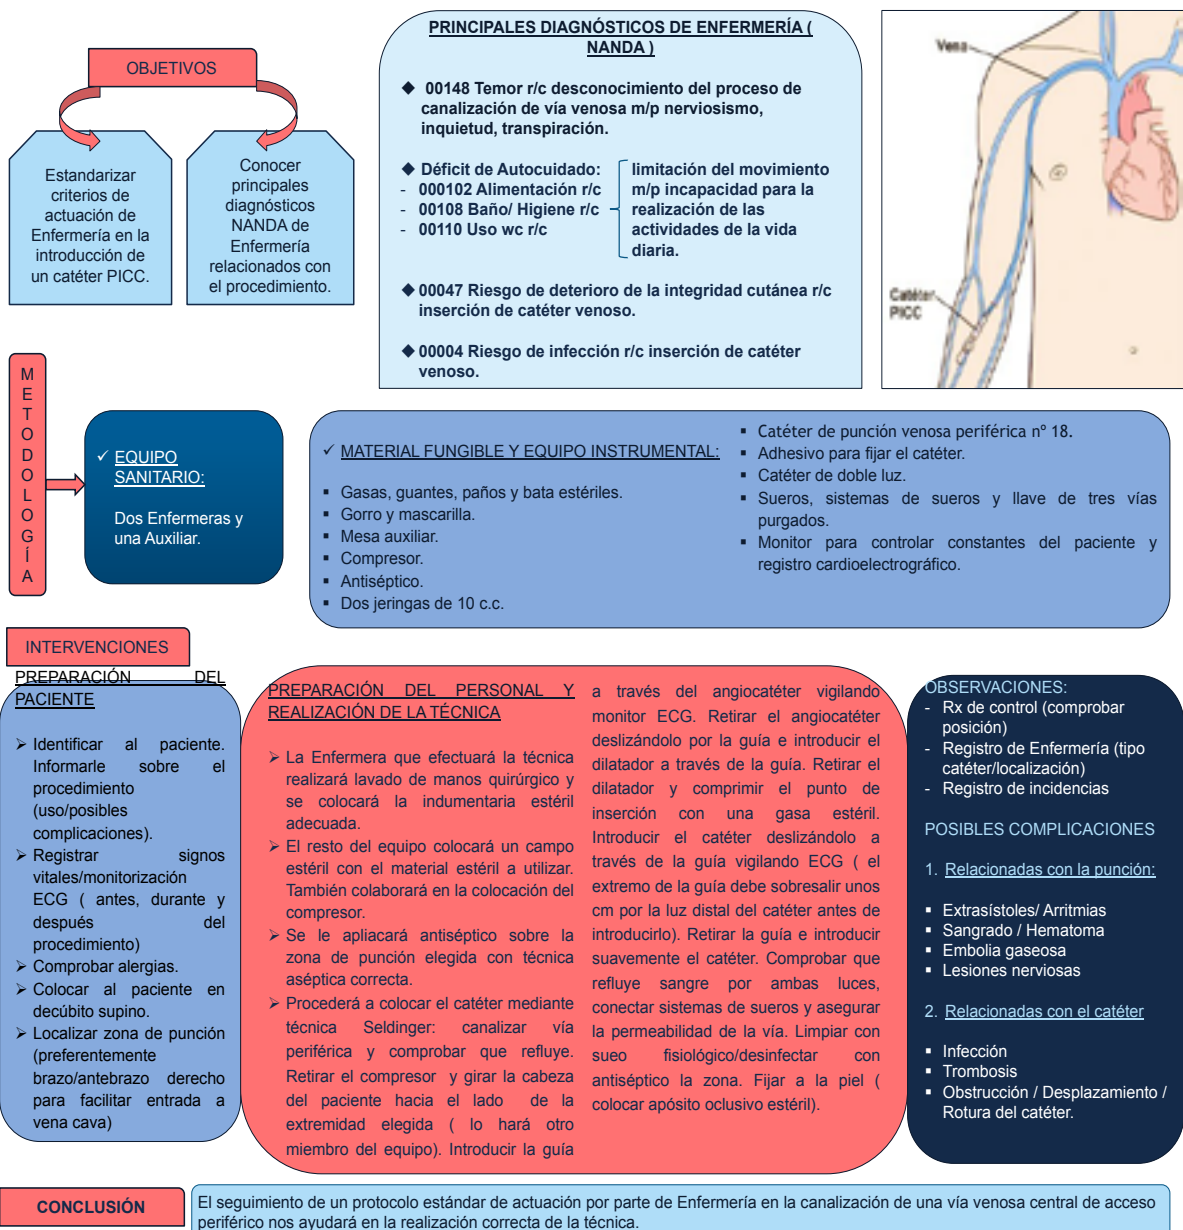 OBJETIVOS
Estandarizar
criterios de
actuación de
Enfermería en la
introducción de
un catéter PICC.
Conocer
principales
diagnósticos
NANDA de
Enfermería
relacionados con
el procedimiento.
PRINCIPALES DIAGNÓSTICOS DE ENFERMERÍA (
NANDA )
◆ 00148 Temor r/c desconocimiento del proceso de
canalización de vía venosa m/p nerviosismo,
inquietud, transpiración.
◆ Déficit de Autocuidado:
- 000102 Alimentación r/c
- 00108 Baño/ Higiene r/c
- 00110 Uso wc r/c
limitación del movimiento
m/p incapacidad para la
realización de las
actividades de la vida
diaria.
◆ 00047 Riesgo de deterioro de la integridad cutánea r/c
inserción de catéter venoso.
◆ 00004 Riesgo de infección r/c inserción de catéter
venoso.
Vena
Catéter
PICC
METODOLOGÍA
✓ EQUIPO
SANITARIO:
Dos Enfermeras y
una Auxiliar.
✓ MATERIAL FUNGIBLE Y EQUIPO INSTRUMENTAL:
▪ Gasas, guantes, paños y bata estériles.
▪ Gorro y mascarilla.
▪ Mesa auxiliar.
▪ Compresor.
▪ Antiséptico.
▪ Dos jeringas de 10 c.c.
▪ Catéter de punción venosa periférica nº 18.
▪ Adhesivo para fijar el catéter.
▪ Catéter de doble luz.
▪ Sueros, sistemas de sueros y llave de tres vías
purgados.
▪ Monitor para controlar constantes del paciente y
registro cardioelectrográfico.
INTERVENCIONES
PREPARACIÓN DEL
PACIENTE
➢ Identificar al paciente.
Informarle sobre el
procedimiento
(uso/posibles
complicaciones).
➢ Registrar signos
vitales/monitorización
ECG ( antes, durante y
después del
procedimiento)
➢ Comprobar alergias.
➢ Colocar al paciente en
decúbito supino.
➢ Localizar zona de punción
(preferentemente
brazo/antebrazo derecho
para facilitar entrada a
vena cava)
PREPARACIÓN DEL PERSONAL Y
REALIZACIÓN DE LA TÉCNICA
➢ La Enfermera que efectuará la técnica
realizará lavado de manos quirúrgico y
se colocará la indumentaria estéril
adecuada.
➢ El resto del equipo colocará un campo
estéril con el material estéril a utilizar.
También colaborará en la colocación del
compresor.
➢ Se le apliacará antiséptico sobre la
zona de punción elegida con técnica
aséptica correcta.
➢ Procederá a colocar el catéter mediante
técnica Seldinger: canalizar vía
periférica y comprobar que refluye.
Retirar el compresor y girar la cabeza
del paciente hacia el lado de la
extremidad elegida ( lo hará otro
miembro del equipo). Introducir la guía
a través del angiocatéter vigilando
monitor ECG. Retirar el angiocatéter
deslizándolo por la guía e introducir el
dilatador a través de la guía. Retirar el
dilatador y comprimir el punto de
inserción con una gasa estéril.
Introducir el catéter deslizándolo a
través de la guía vigilando ECG ( el
extremo de la guía debe sobresalir unos
cm por la luz distal del catéter antes de
introducirlo). Retirar la guía e introducir
suavemente el catéter. Comprobar que
refluye sangre por ambas luces,
conectar sistemas de sueros y asegurar
la permeabilidad de la vía. Limpiar con
sueo fisiológico/desinfectar con
antiséptico la zona. Fijar a la piel (
colocar apósito oclusivo estéril).
OBSERVACIONES:
- Rx de control (comprobar
posición)
- Registro de Enfermería (tipo
catéter/localización)
- Registro de incidencias
POSIBLES COMPLICACIONES
1. Relacionadas con la punción:
▪ Extrasístoles/ Arritmias
▪ Sangrado / Hematoma
▪ Embolia gaseosa
▪ Lesiones nerviosas
2. Relacionadas con el catéter
▪ Infección
▪ Trombosis
▪ Obstrucción / Desplazamiento /
Rotura del catéter.
CONCLUSIÓN
El seguimiento de un protocolo estándar de actuación por parte de Enfermería en la canalización de una vía venosa central de acceso
periférico nos ayudará en la realización correcta de la técnica.